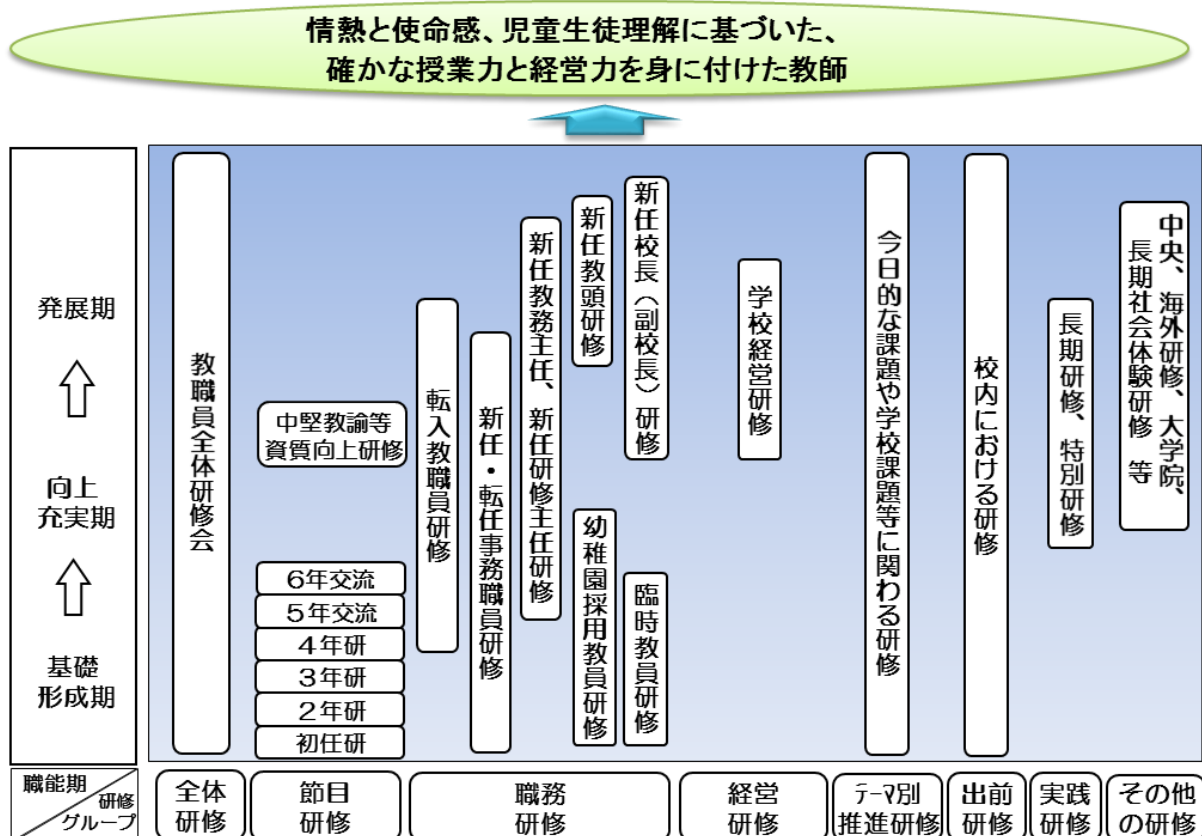 情熱と使命感、児童生徒理解に基づいた、
確かな授業力と経営力を身に付けた教師
発展期
向上
充実期
基礎
形成期
職能期
研修
グループ
教職員全体研修会
中堅教諭等
資質向上研修
6年交流
5年交流
4年研
3年研
2年研
初任研
転入教職員研修
新任・転任事務職員研修
新任教務主任、新任研修主任研修
新任教頭研修
幼稚園採用教員研修
新任校長（副校長）研修
臨時教員研修
学校経営研修
今日的な課題や学校課題等に関わる研修
校内における研修
長期研修、特別研修
中央、海外研修、大学院、
長期社会体験研修 等
全体
研修
節目
研修
職務
研修
経営
研修
テーマ別
推進研修
出前
研修
実践
研修
その他
の研修